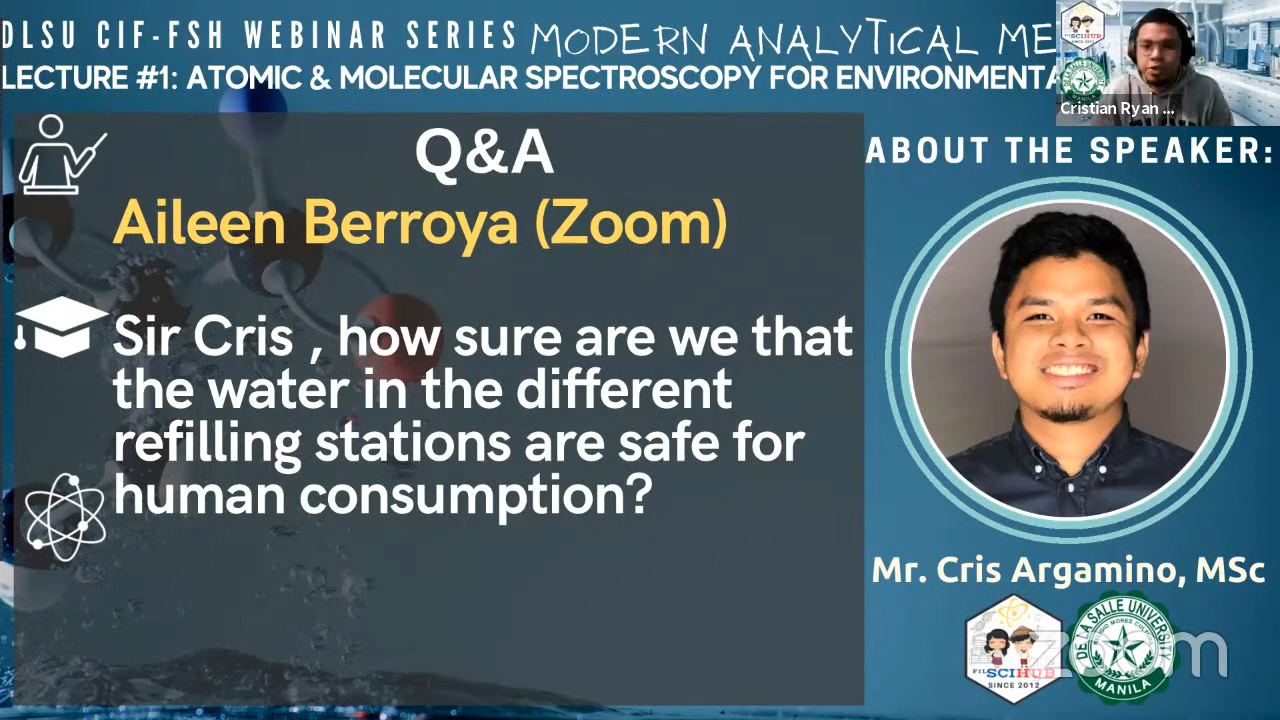 DLSU CIF-FSH WEBINAR SERIES MODERN ANALYTICAL ME
LECTURE #1: ATOMIC & MOLECULAR SPECTROSCOPY FOR ENVIRONMENTA
Cristian Ryan ...
Q&A
Aileen Berroya (Zoom)
Sir Cris , how sure are we that
the water in the different
refilling stations are safe for
human consumption?
ABOUT THE SPEAKER:
Mr. Cris Argamino, MSc
FIL SCIHUB
SINCE 2012
DE LA SALLE UNIVERSITY
MANILA
zoom